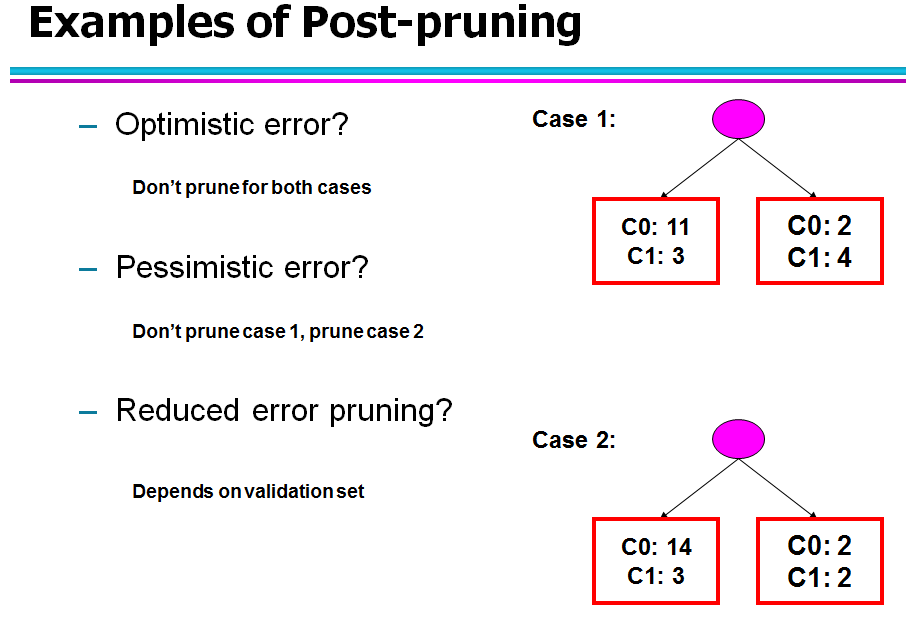 Examples of Post-pruning
– Optimistic error?
Don't prune for both cases
– Pessimistic error?
Don't prune case 1, prune case 2
– Reduced error pruning?
Depends on validation set
Case 1:
C0: 11
C1: 3
C0: 2
C1: 4
Case 2:
C0: 14
C1: 3
C0: 2
C1: 2